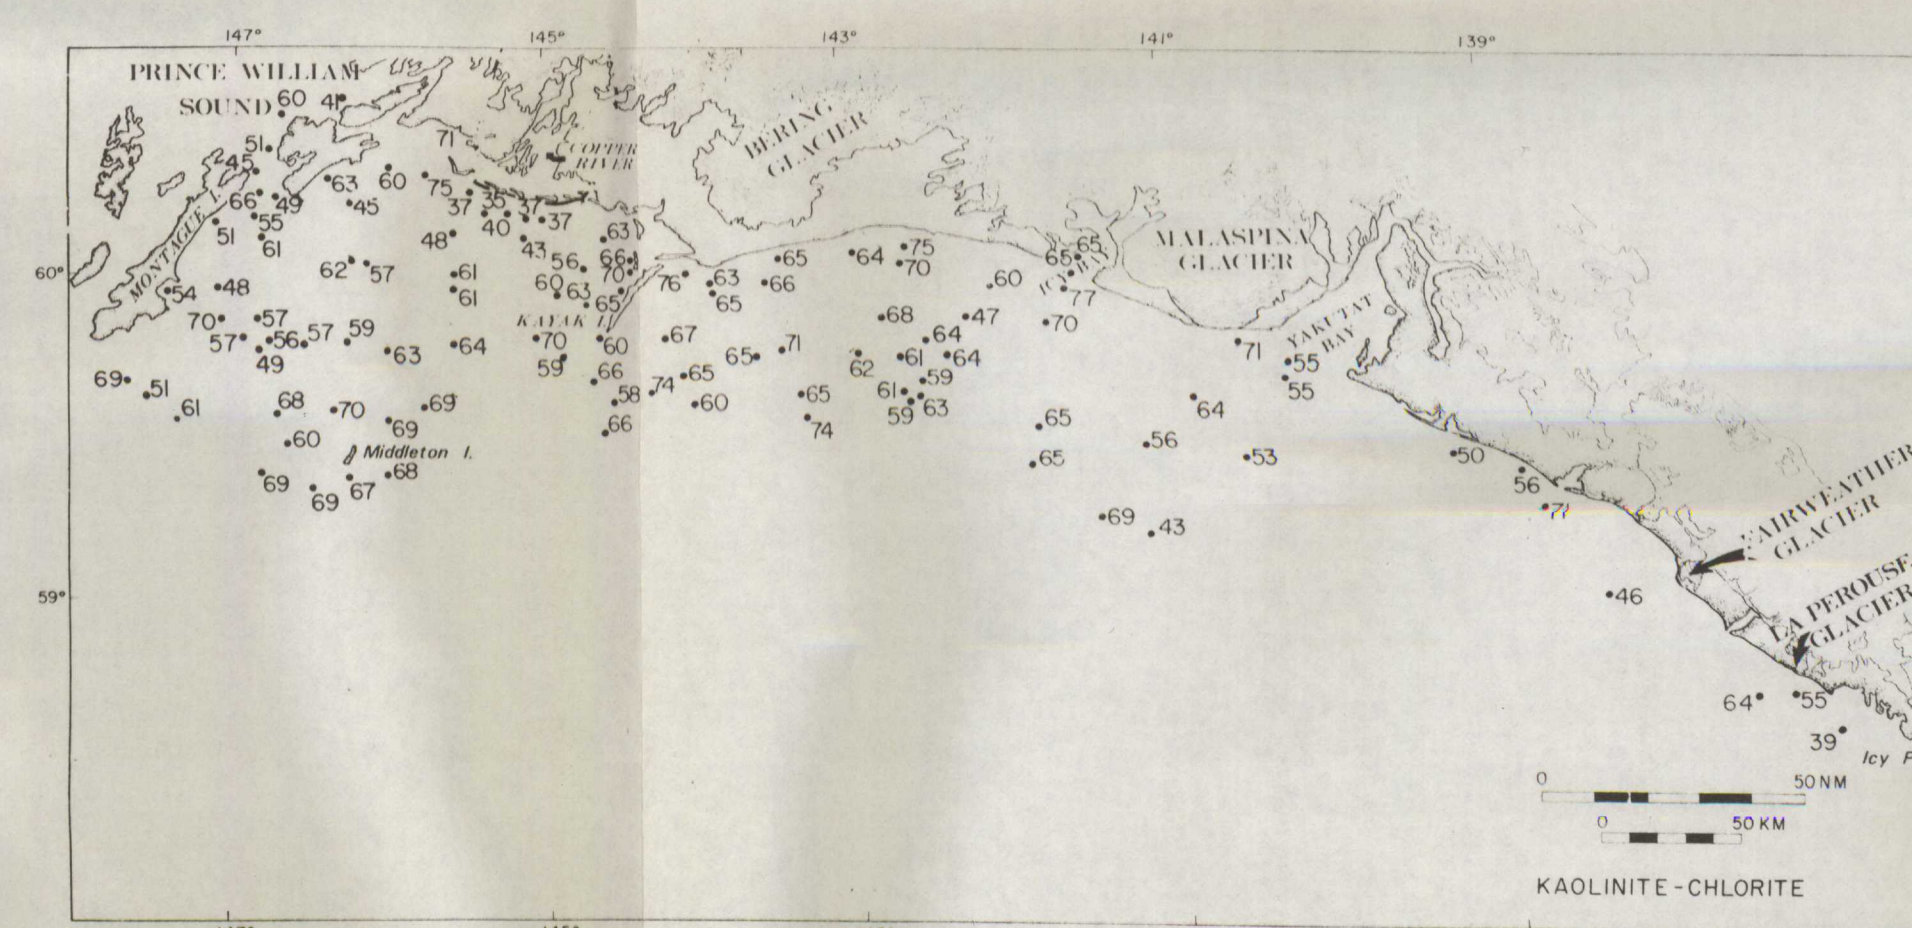 147° 145° 143° 141° 139°
PRINCE WILLIAM
SOUND
60 41
51
45
71
COPPER
RIVER
BERING
GLACIER
66 49 63 45 60 75
37 35 37 37
40
MONTAGUE I.
55
51 61
48 43
63
56 66
70
62 57
61
61
60 63 65
60°
54 48
76 63
65
65
66
64 75
70
60
65
65
ICY BAY
77
MALASPINA
GLACIER
YAKUTAT
BAY
70 57
57 56 57 59
49
63 64
KAYAK I.
70 60
59
67
68 47
70
71
55
55
65 71
62 61 64
64
69 51
61
68 70 69
66 58 74 65
60
65
74
61 59
59 63
65
64
60
69
66
Middleton I.
65
56
53
50
56
71
69 69 67 68
69 43
FAIRWEATHER
GLACIER
59°
46
LA PEROUSE
GLACIER
64 55
39
Icy P
0 50 NM
0 50 KM
KAOLINITE-CHLORITE